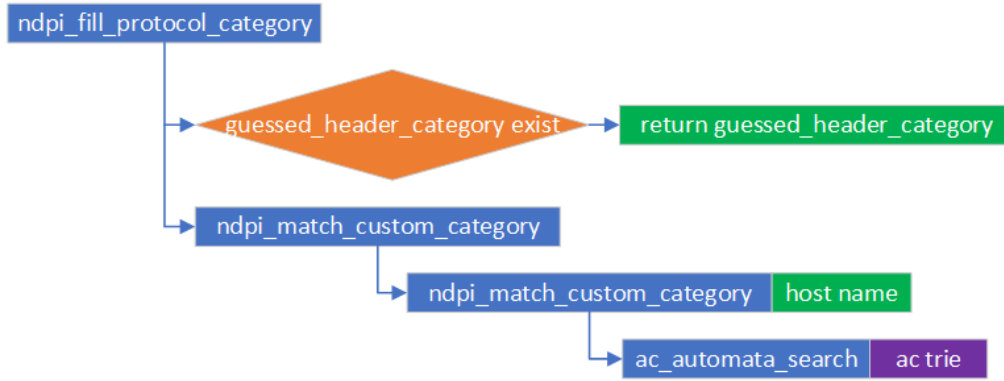 ndpi_fill_protocol_category
guessed_header_category exist
return guessed_header_category
ndpi_match_custom_category
ndpi_match_custom_category
host name
ac_automata_search
ac trie